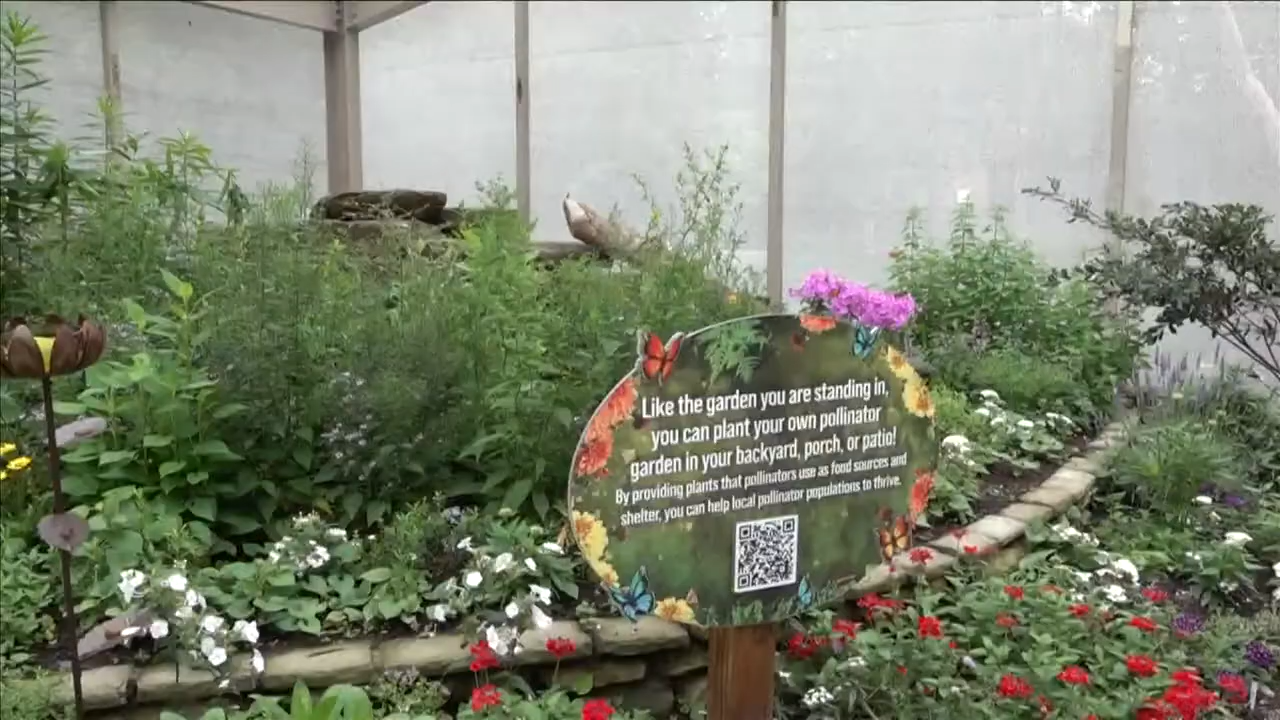 Like the garden you are standing in,
you can plant your own pollinator
garden in your backyard, porch, or patio!
By providing plants that pollinators use as food sources and
shelter, you can help local pollinator populations to thrive.